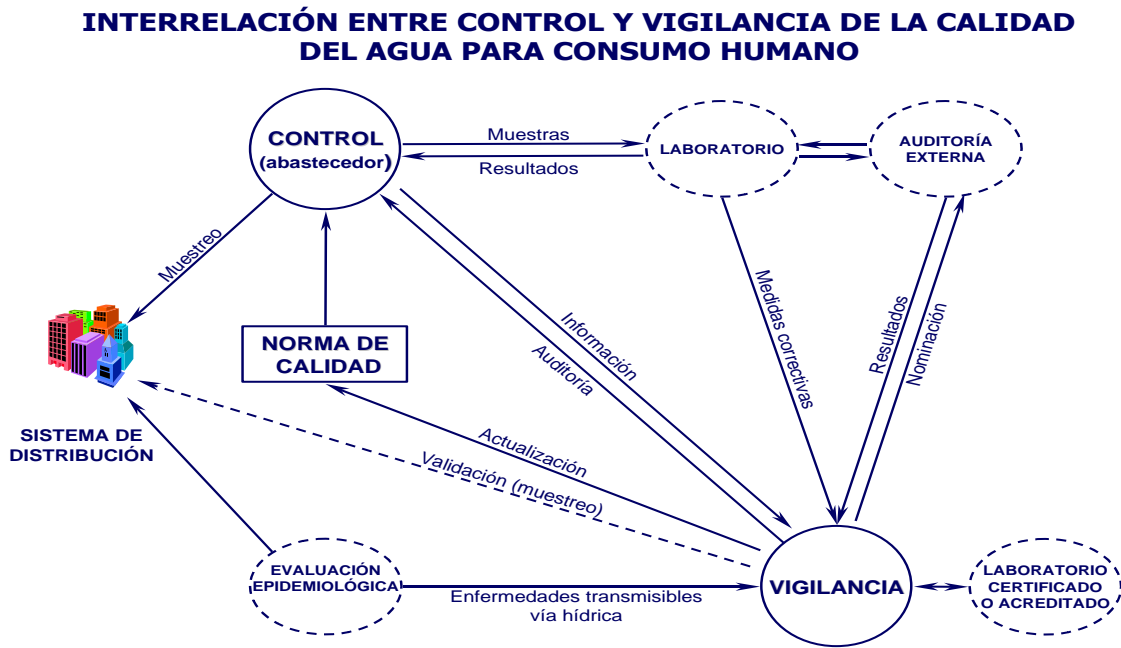 INTERRELACIÓN ENTRE CONTROL Y VIGILANCIA DE LA CALIDAD
DEL AGUA PARA CONSUMO HUMANO
CONTROL
(abastecedor)
Muestras
Resultados
LABORATORIO
AUDITORÍA
EXTERNA
Muestreo
NORMA DE
CALIDAD
Información
Auditoría
Medidas correctivas
Resultados
Nominación
SISTEMA DE
DISTRIBUCIÓN
Actualización
Validación (muestreo)
EVALUACIÓN
EPIDEMIOLÓGICA
Enfermedades transmisibles
vía hídrica
VIGILANCIA
LABORATORIO
CERTIFICADO
O ACREDITADO